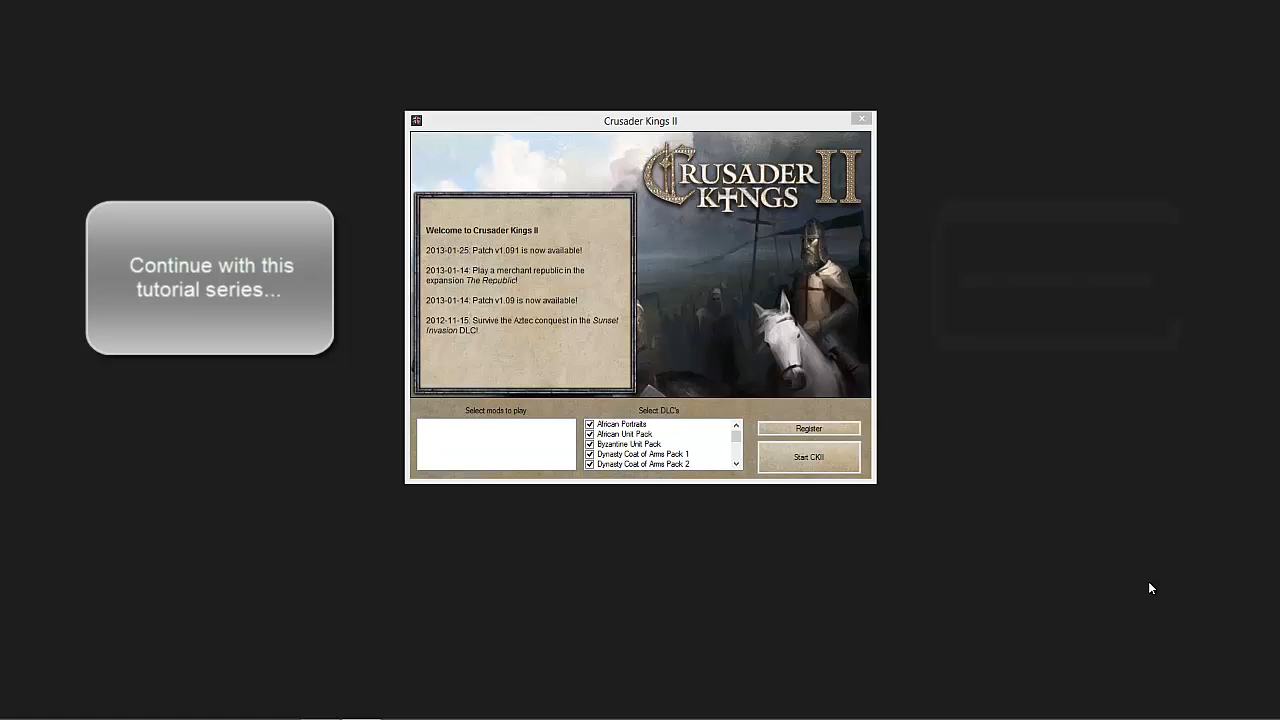 Crusader Kings II
CRUSADER
KINGS II
Continue with this
tutorial series...
Welcome to Crusader Kings II
2013-01-25: Patch v1.091 is now available!
2013-01-14: Play a merchant republic in the
expansion The Republic!
2013-01-14: Patch v1.09 is now available!
2012-11-15: Survive the Aztec conquest in the Sunset
Invasion DLC!
Select mods to play
Select DLC's
African Portraits
African Unit Pack
Byzantine Unit Pack
Dynasty Coat of Arms Pack 1
Dynasty Coat of Arms Pack 2
Register
Start CKII